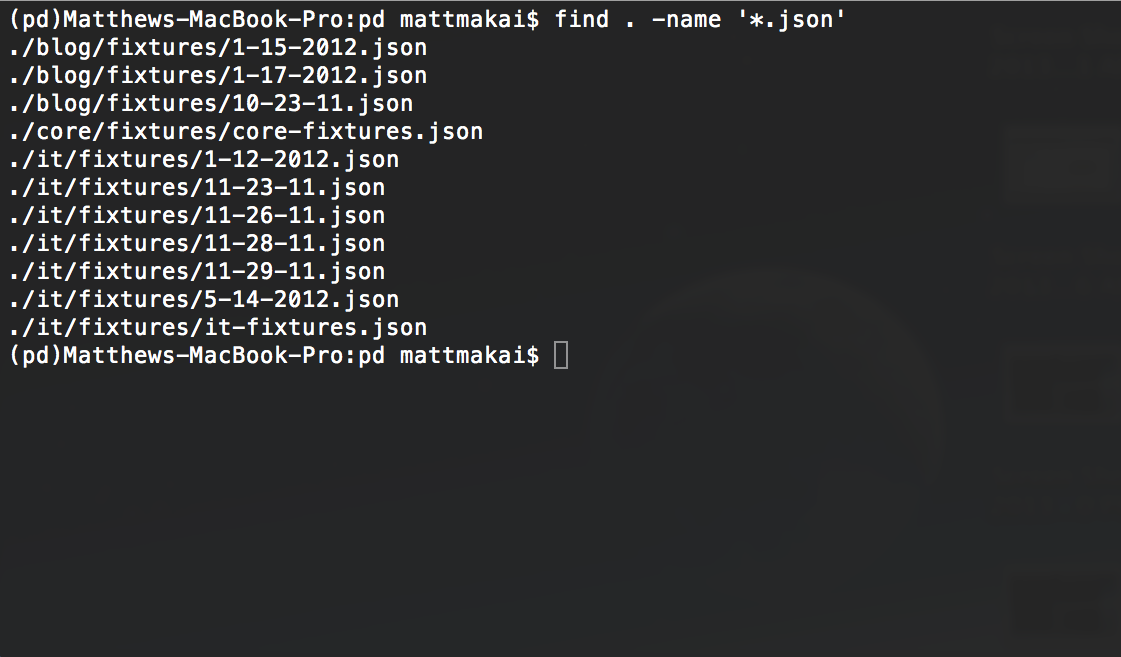 (pd)Matthews-MacBook-Pro:pd mattmakai$ find . -name '*.json'
./blog/fixtures/1-15-2012.json
./blog/fixtures/1-17-2012.json
./blog/fixtures/10-23-11.json
./core/fixtures/core-fixtures.json
./it/fixtures/1-12-2012.json
./it/fixtures/11-23-11.json
./it/fixtures/11-26-11.json
./it/fixtures/11-28-11.json
./it/fixtures/11-29-11.json
./it/fixtures/5-14-2012.json
./it/fixtures/it-fixtures.json
(pd)Matthews-MacBook-Pro:pd mattmakai$